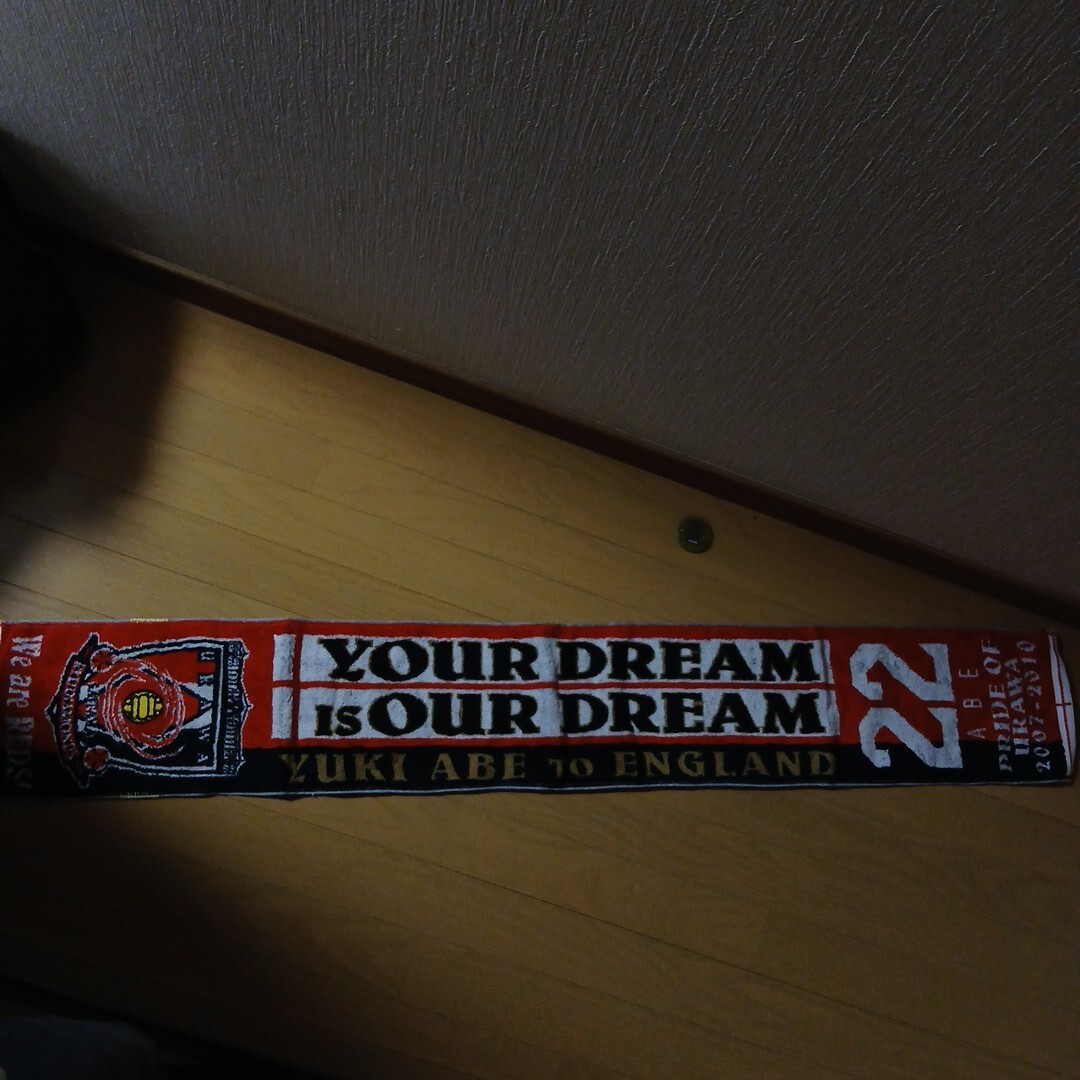 We are REDS!
YOUR DREAM
IS OUR DREAM
YUKI ABE TO ENGLAND
22
ABE
PRIDE OF
URAWA
2007-2010